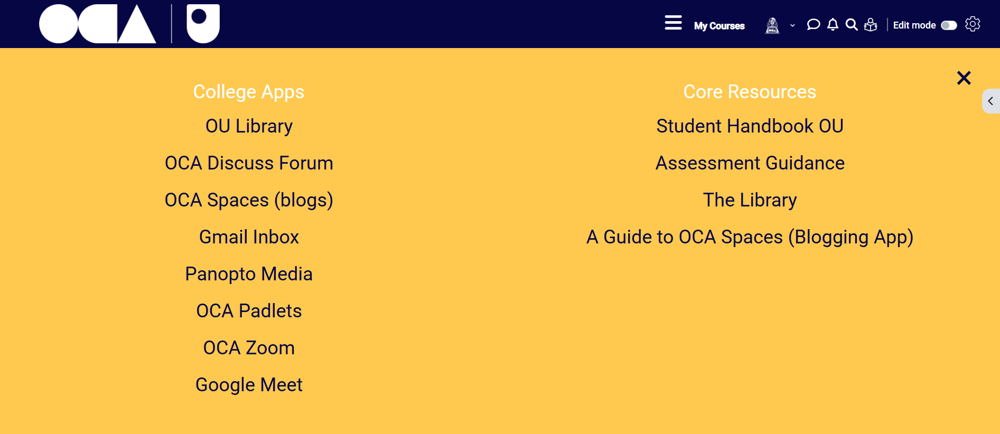 OCA
My Courses
Edit mode
College Apps
OU Library
OCA Discuss Forum
OCA Spaces (blogs)
Gmail Inbox
Panopto Media
OCA Padlets
OCA Zoom
Google Meet
Core Resources
Student Handbook OU
Assessment Guidance
The Library
A Guide to OCA Spaces (Blogging App)